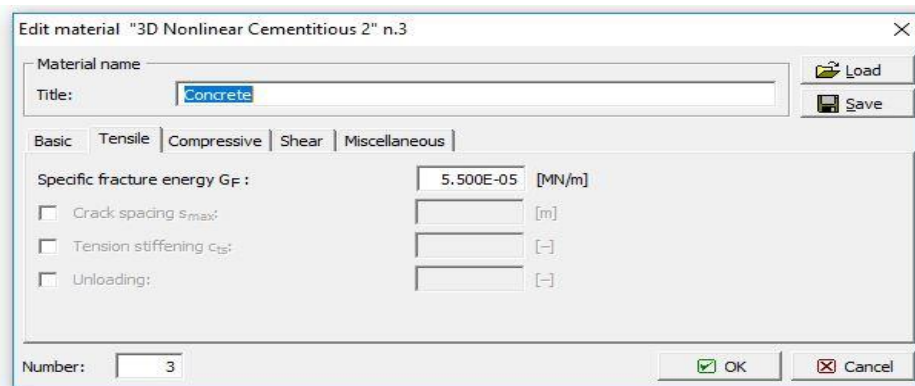 Edit material "3D Nonlinear Cementitious 2" n.3
Material name
Title: Concrete
Load
Save
Basic Tensile Compressive Shear Miscellaneous
Specific fracture energy GF : 5.500E-05 [MN/m]
Crack spacing smax: [m]
Tension stiffening cts: [-]
Unloading: [-]
Number: 3 OK Cancel